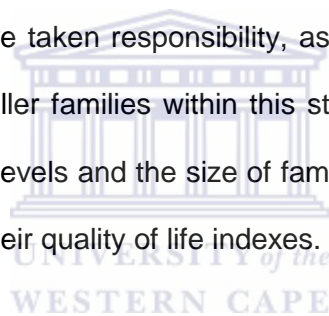 e taken responsibility, as
ller families within this st
evels and the size of fam
eir quality of life indexes.
UNIVERSITY of the
WESTERN CAPE